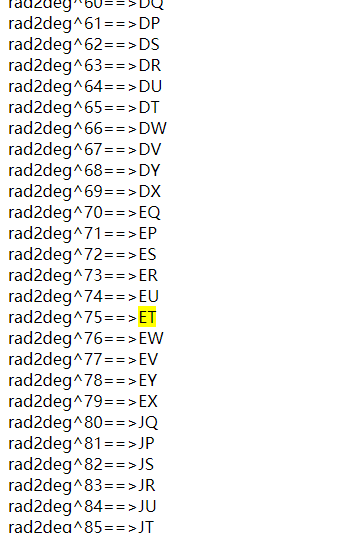 rad2deg^60==>DQ
rad2deg^61==>DP
rad2deg^62==>DS
rad2deg^63==>DR
rad2deg^64==>DU
rad2deg^65==>DT
rad2deg^66==>DW
rad2deg^67==>DV
rad2deg^68==>DY
rad2deg^69==>DX
rad2deg^70==>EQ
rad2deg^71==>EP
rad2deg^72==>ES
rad2deg^73==>ER
rad2deg^74==>EU
rad2deg^75==>ET
rad2deg^76==>EW
rad2deg^77==>EV
rad2deg^78==>EY
rad2deg^79==>EX
rad2deg^80==>JQ
rad2deg^81==>JP
rad2deg^82==>JS
rad2deg^83==>JR
rad2deg^84==>JU
rad2deg^85==>JT